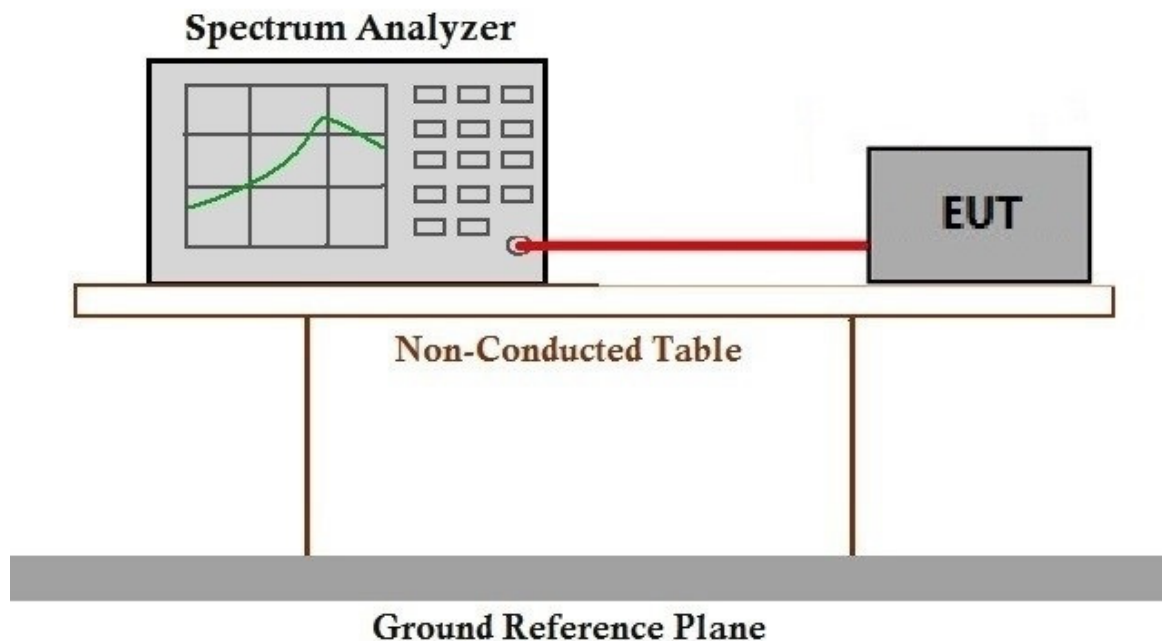 Spectrum Analyzer
EUT
Non-Conducted Table
Ground Reference Plane